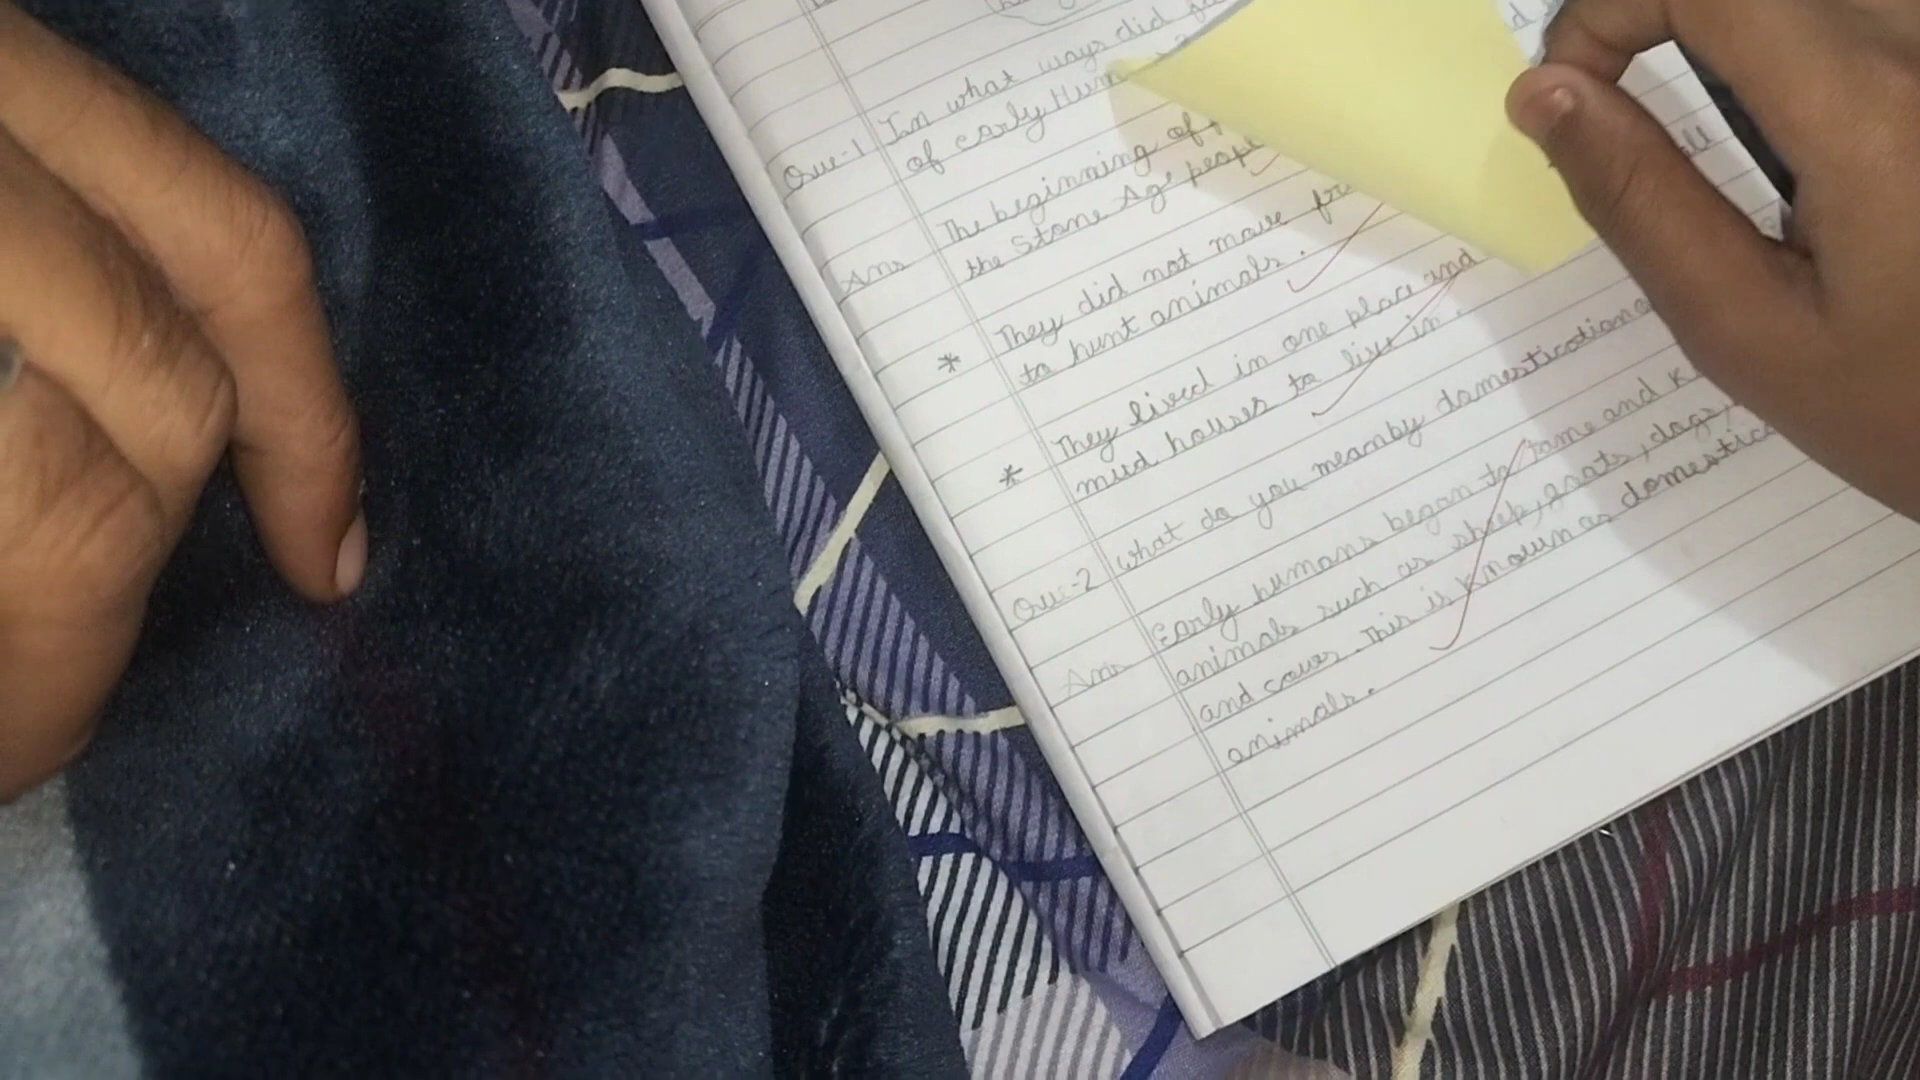 Que-1 In what ways did
of early Hum
Ans The beginning of
the Stone Age peopl
* They did not move
to hunt animals.
* They lived in one place and
mud houses to live in.
Que-2 What do you meanby domestication
Ans Early humans began to tame and K
animals such as sheep, goats, dogs,
and cows. This is known as domestic
animals.